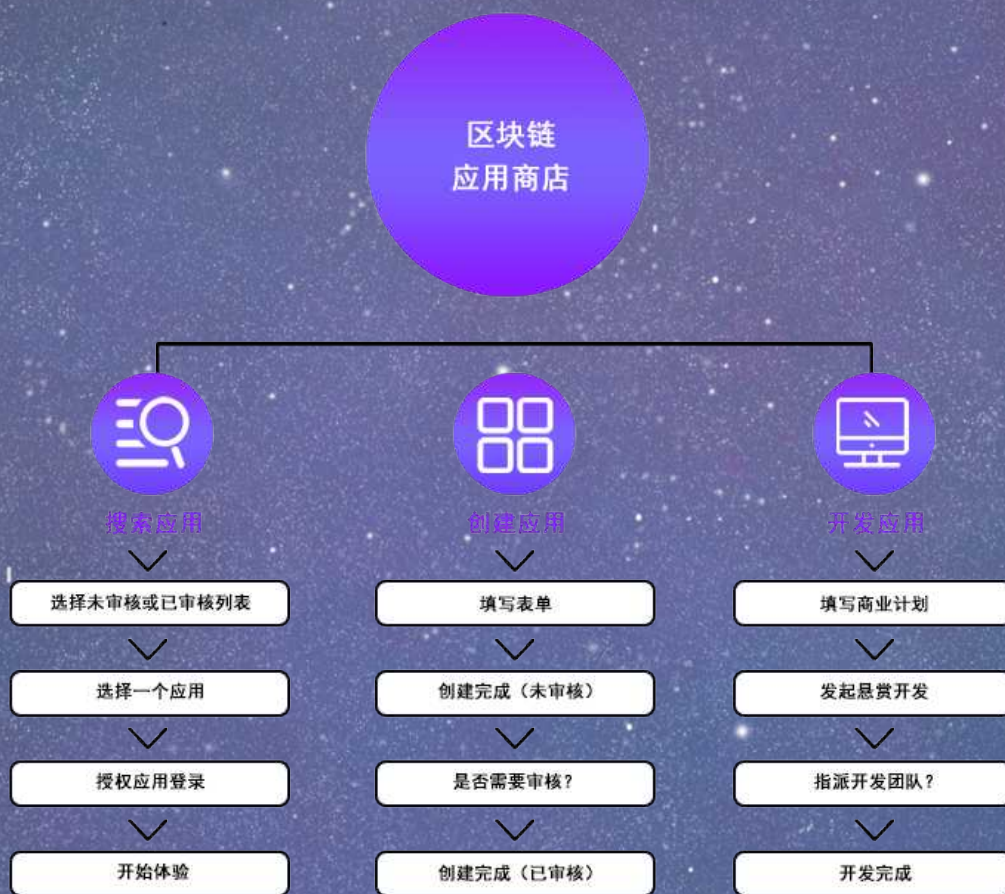 区块链
应用商店
搜索应用
创建应用
开发应用
选择未审核或已审核列表
填写表单
填写商业计划
选择一个应用
创建完成（未审核）
发起悬赏开发
授权应用登录
是否需要审核？
指派开发团队？
开始体验
创建完成（已审核）
开发完成